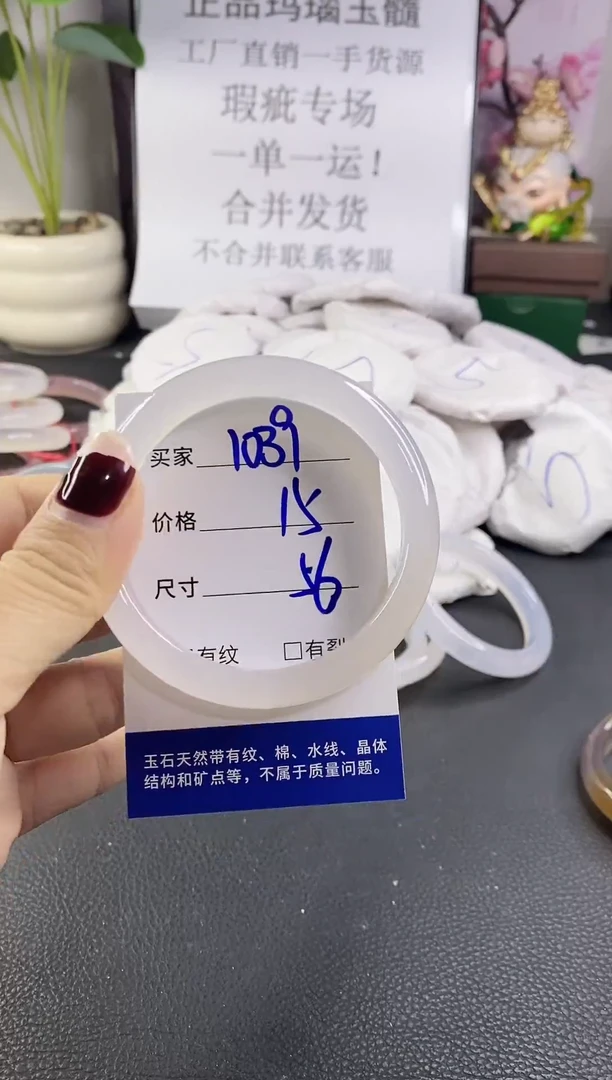 正品玛瑙玉髓
工厂直销一手货源
瑕疵专场
一单一运！
合并发货
不合并联系客服
买家 1039
价格 15
尺寸 56
有纹 □有裂
玉石天然带有纹、棉、水线、晶体
结构和矿点等，不属于质量问题。